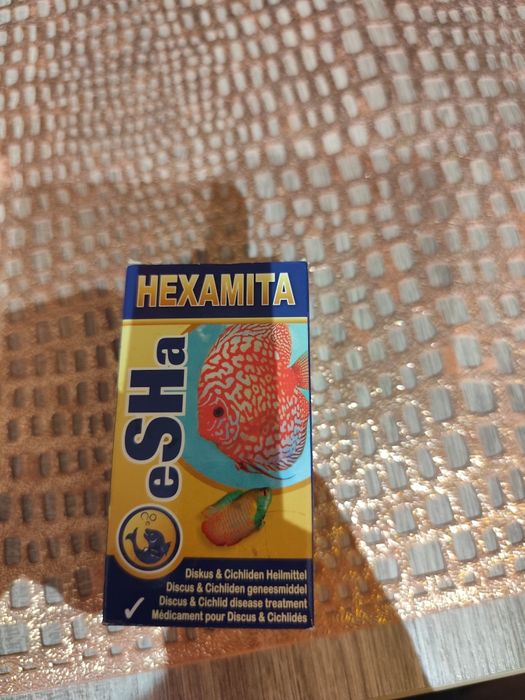 HEXAMITA
eSHa
Diskus & Cichliden Heilmittel
Discus & Cichliden geneesmiddel
Discus & Cichlid disease treatment
Médicament pour Discus & Cichlidés